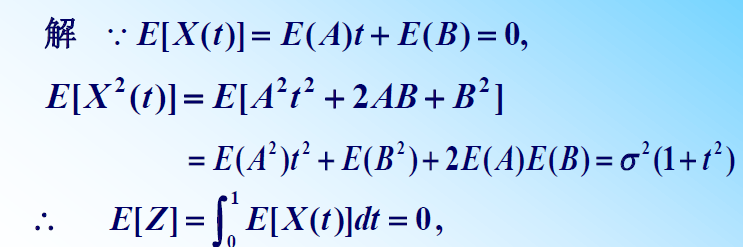 解 ∵ E[X(t)] = E(A)t + E(B) = 0,
E[X²(t)] = E[A²t² + 2AB + B²]
= E(A²)t² + E(B²) + 2E(A)E(B) = σ²(1+t²)
∴ E[Z] = ∫₀¹ E[X(t)]dt = 0,